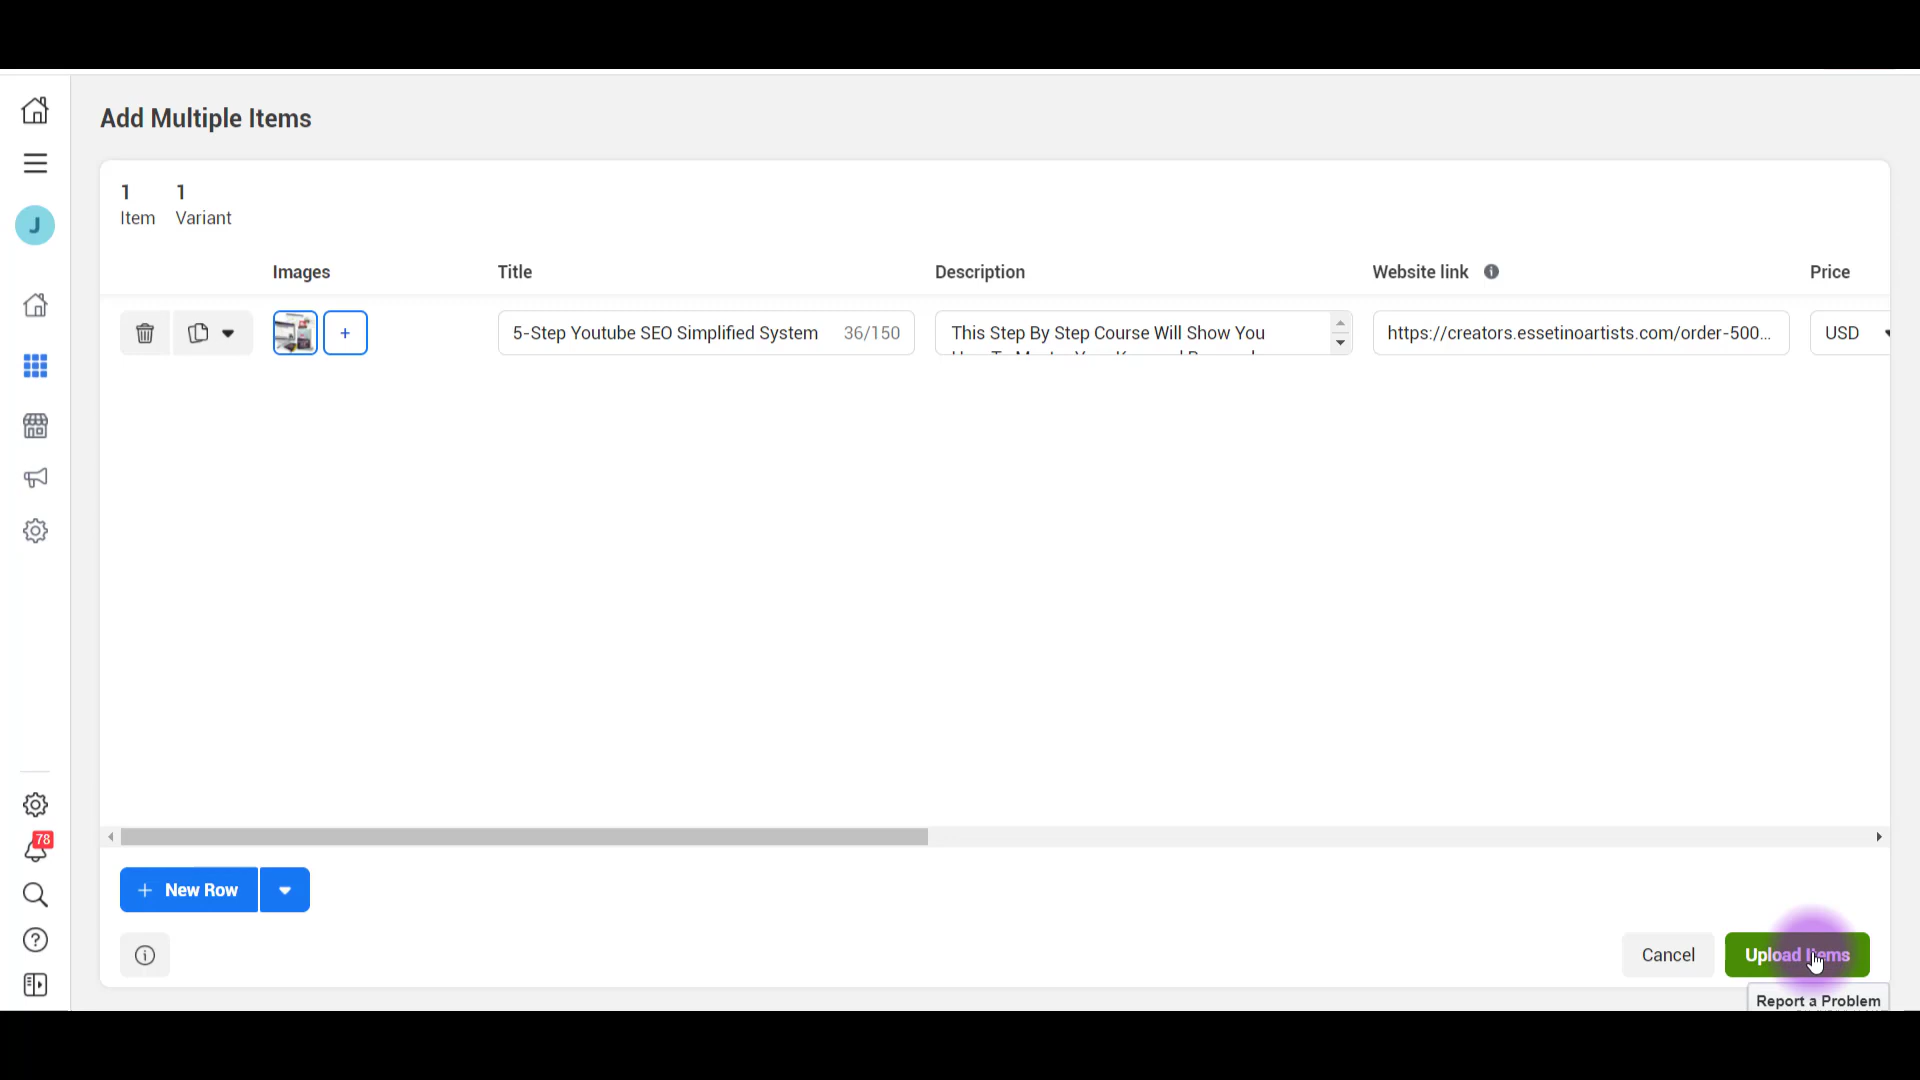 Add Multiple Items
1 1
Item Variant
Images Title Description Website link Price
5-Step Youtube SEO Simplified System 36/150 This Step By Step Course Will Show You https://creators.essetinoartists.com/order-500... USD
J
78
+ New Row
Cancel Upload Items
Report a Problem